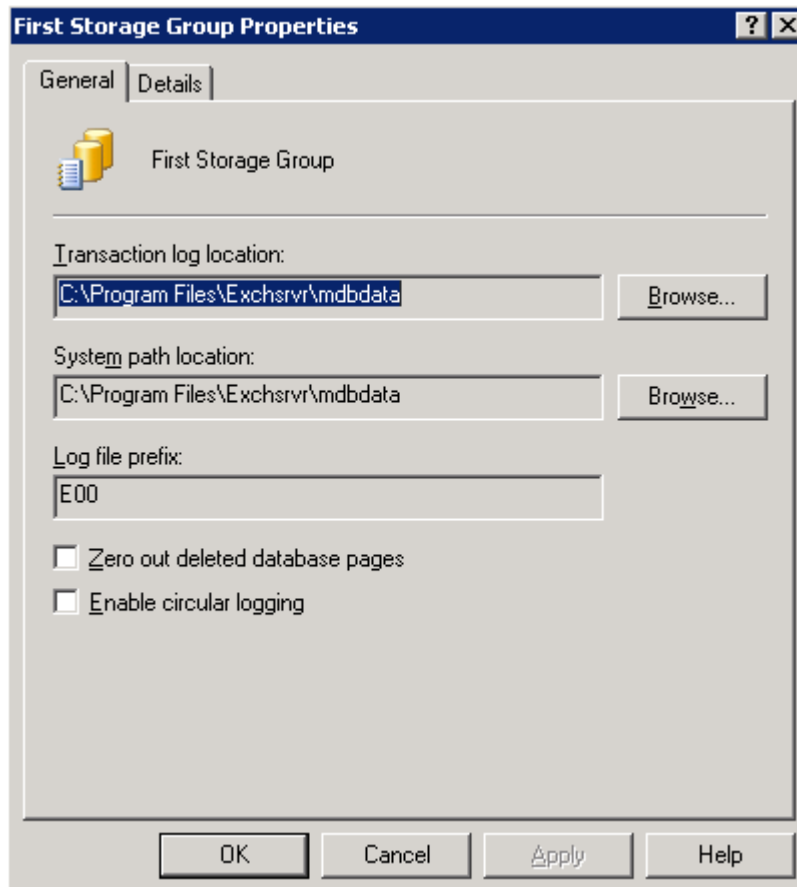 First Storage Group Properties
General Details
First Storage Group
Transaction log location:
C:\Program Files\Exchsrvr\mdbdata Browse...
System path location:
C:\Program Files\Exchsrvr\mdbdata Browse...
Log file prefix:
E00
Zero out deleted database pages
Enable circular logging
OK Cancel Apply Help